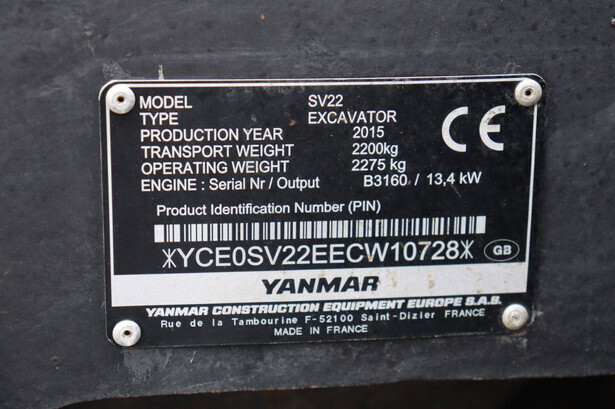 MODEL SV22
TYPE EXCAVATOR
PRODUCTION YEAR 2015
TRANSPORT WEIGHT 2200kg
OPERATING WEIGHT 2275 kg
ENGINE : Serial Nr / Output B3160 / 13,4 kW
CE
Product Identification Number (PIN)
*YCE0SV22EECW10728* GB
YANMAR
YANMAR CONSTRUCTION EQUIPMENT EUROPE S.A.S.
Rue de la Tambourine F-52100 Saint-Dizier FRANCE
MADE IN FRANCE